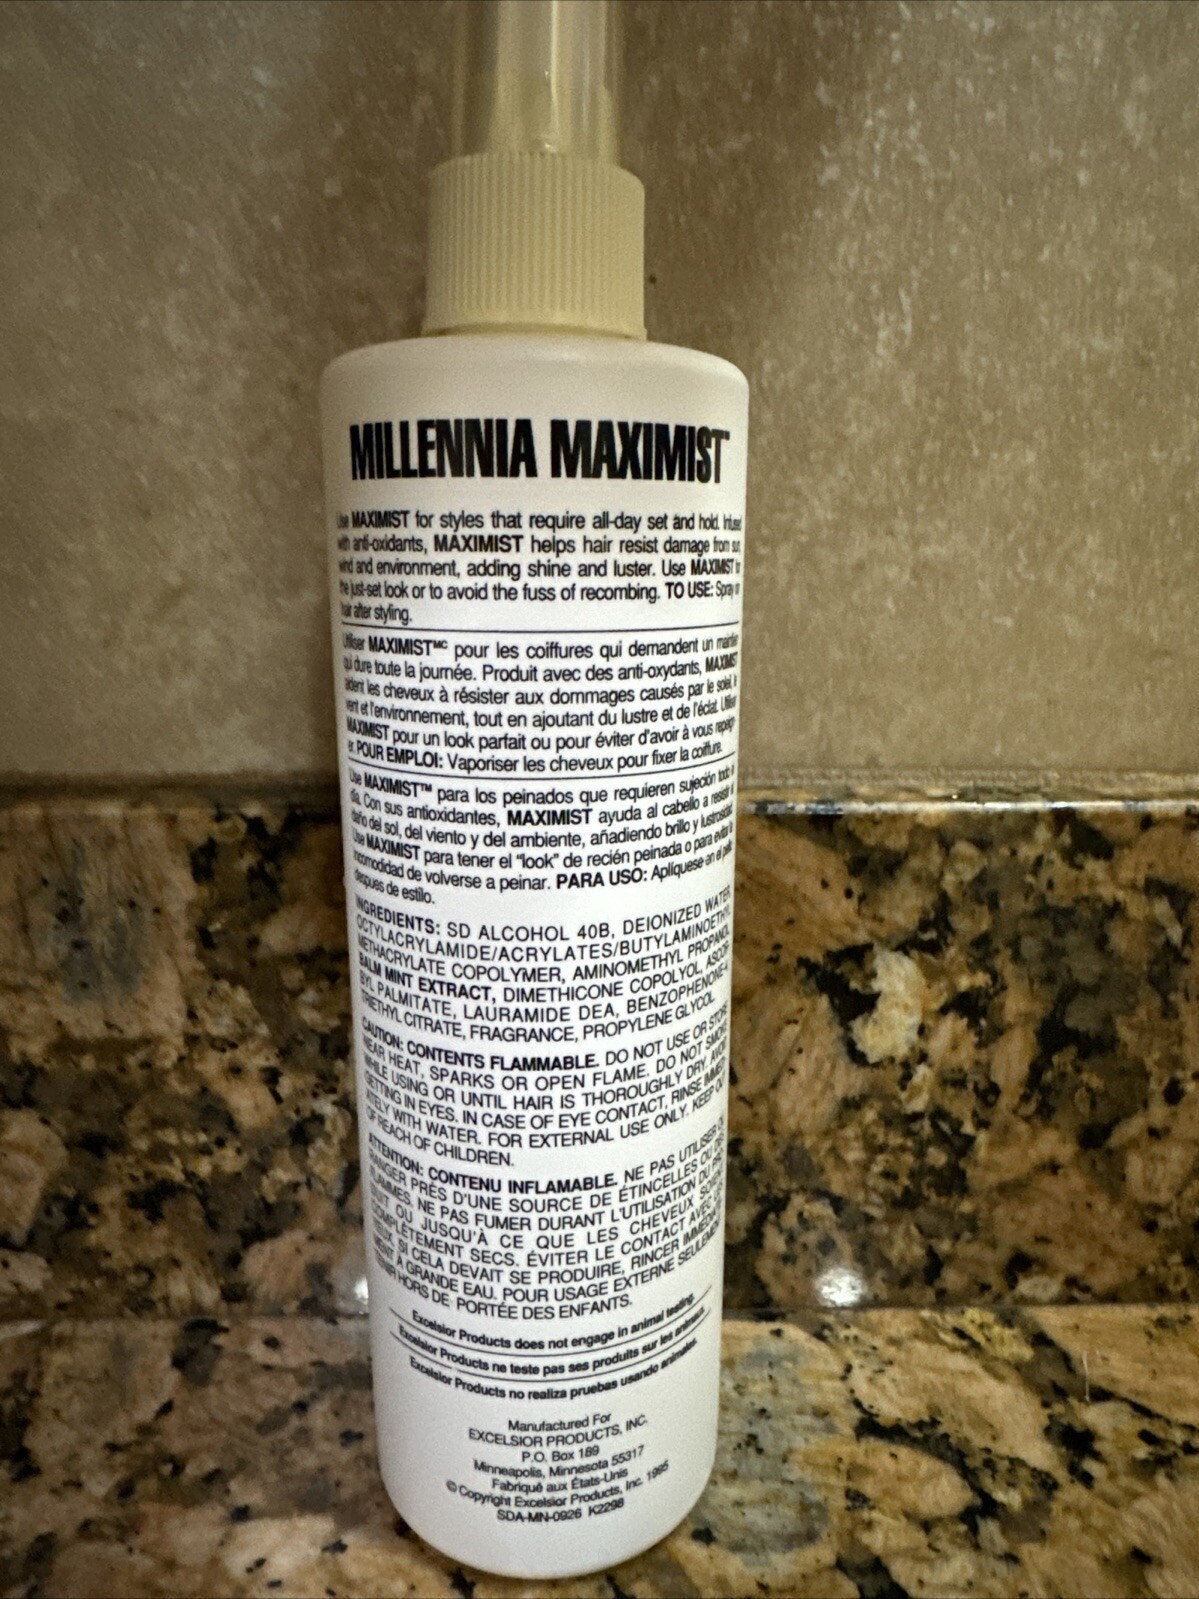 MILLENNIA MAXIMIST™
Use MAXIMIST for styles that require all-day set and hold. Infused
with anti-oxidants, MAXIMIST helps hair resist damage from sun,
wind and environment, adding shine and luster. Use MAXIMIST for
the just-set look or to avoid the fuss of recombing. TO USE: Spray on
hair after styling.
Utiliser MAXIMISTᴹᶜ pour les coiffures qui demandent un maintien
qui dure toute la journée. Produit avec des anti-oxydants, MAXIMIST
aident les cheveux à résister aux dommages causés par le soleil, le
vent et l'environnement, tout en ajoutant du lustre et de l'éclat. Utiliser
MAXIMIST pour un look parfait ou pour éviter d'avoir à vous repeign-
er. POUR EMPLOI: Vaporiser les cheveux pour fixer la coiffure.
Use MAXIMIST™ para los peinados que requieren sujeción todo el
día. Con sus antioxidantes, MAXIMIST ayuda al cabello a resistir el
daño del sol, del viento y del ambiente, añadiendo brillo y lustrosidad.
Use MAXIMIST para tener el "look" de recién peinada o para evitar la
incomodidad de volverse a peinar. PARA USO: Aplíquese en el pelo
despues de estilo.
INGREDIENTS: SD ALCOHOL 40B, DEIONIZED WATER,
OCTYLACRYLAMIDE/ACRYLATES/BUTYLAMINOETHYL
METHACRYLATE COPOLYMER, AMINOMETHYL PROPANOL,
BALM MINT EXTRACT, DIMETHICONE COPOLYOL, ASCOR-
BYL PALMITATE, LAURAMIDE DEA, BENZOPHENONE-4,
TRIETHYL CITRATE, FRAGRANCE, PROPYLENE GLYCOL.
CAUTION: CONTENTS FLAMMABLE. DO NOT USE OR STORE
NEAR HEAT, SPARKS OR OPEN FLAME. DO NOT SMOKE
WHILE USING OR UNTIL HAIR IS THOROUGHLY DRY. AVOID
GETTING IN EYES. IN CASE OF EYE CONTACT, RINSE IMMEDI-
ATELY WITH WATER. FOR EXTERNAL USE ONLY. KEEP OUT
OF REACH OF CHILDREN.
ATTENTION: CONTENU INFLAMABLE. NE PAS UTILISER OU
RANGER PRÈS D'UNE SOURCE DE ÉTINCELLES OU DES
FLAMMES, NE PAS FUMER DURANT L'UTILISATION DU PRO-
DUIT OU JUSQU'À CE QUE LES CHEVEUX SOIENT
COMPLÈTEMENT SECS. ÉVITER LE CONTACT AVEC LES
YEUX. SI CELA DEVAIT SE PRODUIRE, RINCER IMMÉDIATE-
MENT À GRANDE EAU. POUR USAGE EXTERNE SEULEMENT.
TENIR HORS DE PORTÉE DES ENFANTS.
Excelsior Products does not engage in animal testing.
Excelsior Products ne teste pas ses produits sur les animaux.
Excelsior Products no realiza pruebas usando animales.
Manufactured For
EXCELSIOR PRODUCTS, INC.
P.O. Box 189
Minneapolis, Minnesota 55317
Fabriqué aux États-Unis
© Copyright Excelsior Products, Inc. 1995
SDA-MN-0926 K2298